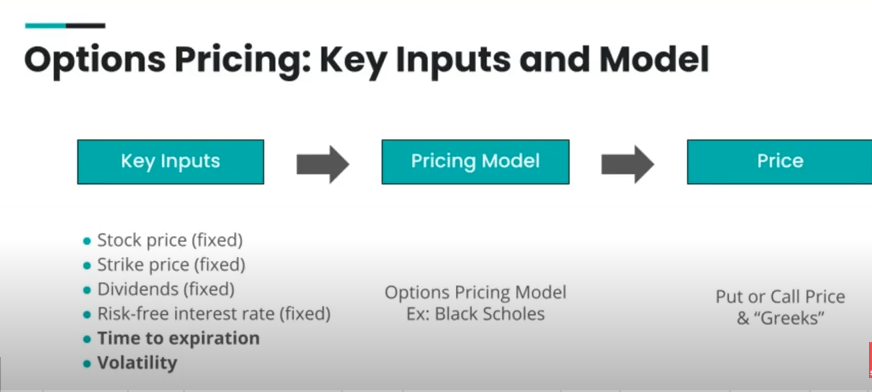 Options Pricing: Key Inputs and Model
Key Inputs
Pricing Model
Price
• Stock price (fixed)
• Strike price (fixed)
• Dividends (fixed)
• Risk-free interest rate (fixed)
• Time to expiration
• Volatility
Options Pricing Model
Ex: Black Scholes
Put or Call Price
& “Greeks”